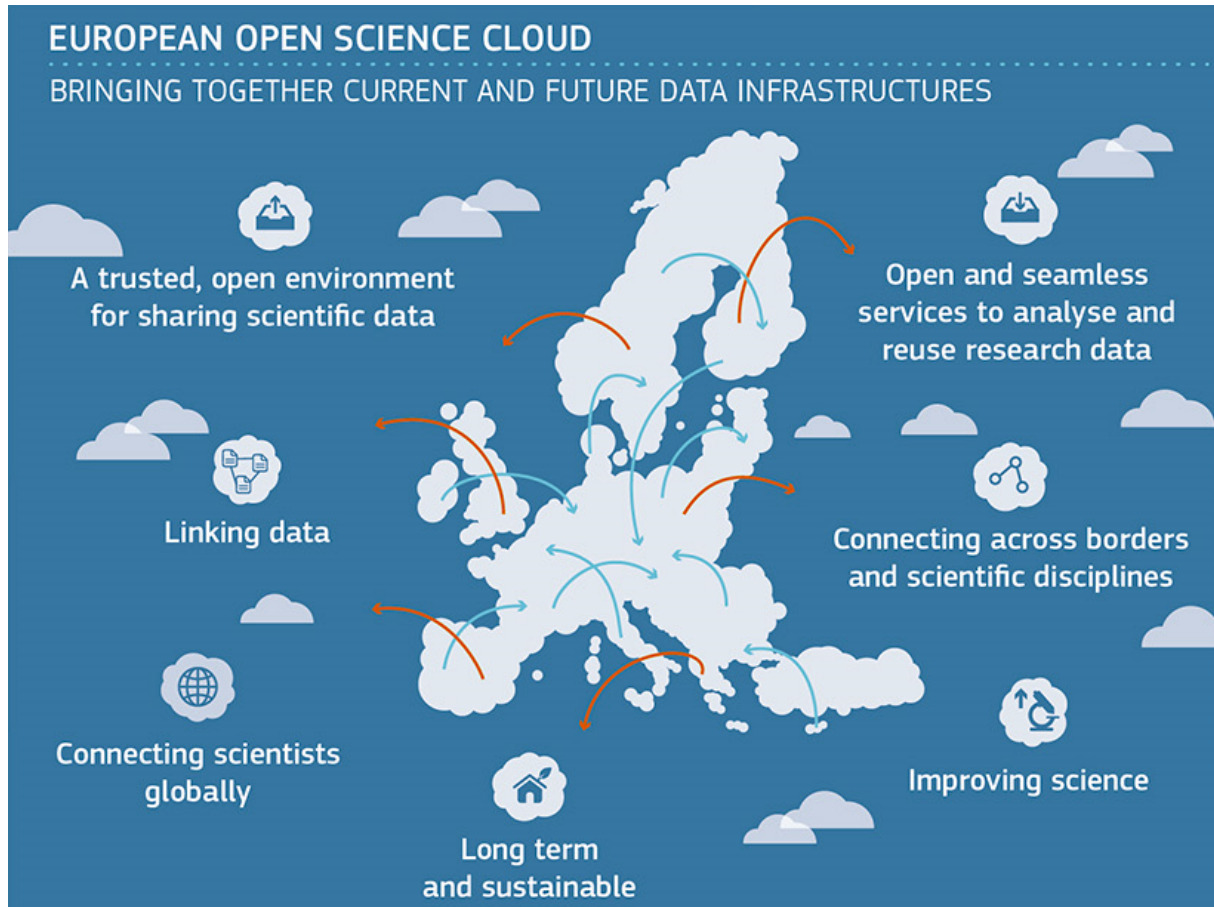 EUROPEAN OPEN SCIENCE CLOUD
BRINGING TOGETHER CURRENT AND FUTURE DATA INFRASTRUCTURES
A trusted, open environment
for sharing scientific data
Open and seamless
services to analyse and
reuse research data
Linking data
Connecting across borders
and scientific disciplines
Connecting scientists
globally
Improving science
Long term
and sustainable